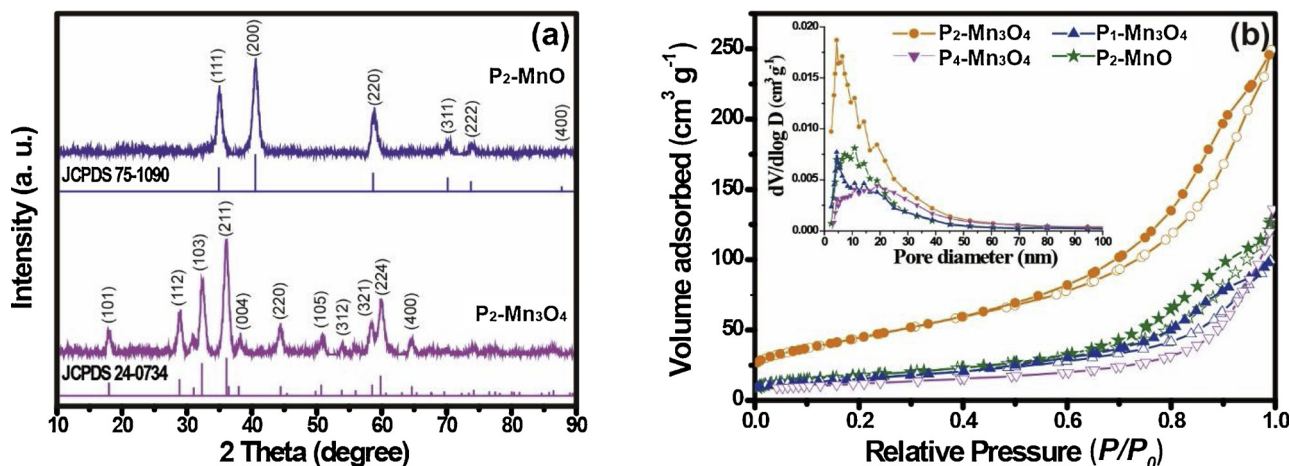 (a)
P₂-MnO
(111)
(200)
(220)
(311)
(222)
(400)
JCPDS 75-1090
(211)
(103)
(101)
(112)
(004)
(220)
(105)
(312)
(321)
(224)
(400)
P₂-Mn₃O₄
JCPDS 24-0734
Intensity (a. u.)
10 20 30 40 50 60 70 80 90
2 Theta (degree)
(b)
P₂-Mn₃O₄ P₁-Mn₃O₄
P₄-Mn₃O₄ P₂-MnO
250
200
150
100
50
0
Volume adsorbed (cm³ g⁻¹)
0.020
0.015
0.010
0.005
0.000
dV/dlog D (cm³ g⁻¹)
0 10 20 30 40 50 60 70 80 90 100
Pore diameter (nm)
0.0 0.2 0.4 0.6 0.8 1.0
Relative Pressure (P/P₀)